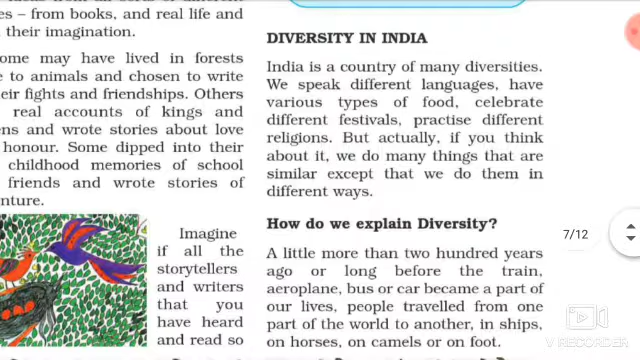 es – from books, and real life and
their imagination.
ome may have lived in forests
e to animals and chosen to write
eir fights and friendships. Others
real accounts of kings and
ens and wrote stories about love
honour. Some dipped into their
childhood memories of school
friends and wrote stories of
nture.
Imagine
if all the
storytellers
and writers
that you
have heard
and read so
DIVERSITY IN INDIA
India is a country of many diversities.
We speak different languages, have
various types of food, celebrate
different festivals, practise different
religions. But actually, if you think
about it, we do many things that are
similar except that we do them in
different ways.
How do we explain Diversity?
A little more than two hundred years
ago or long before the train,
aeroplane, bus or car became a part of
our lives, people travelled from one
part of the world to another, in ships,
on horses, on camels or on foot.
7/12
V RECORDER